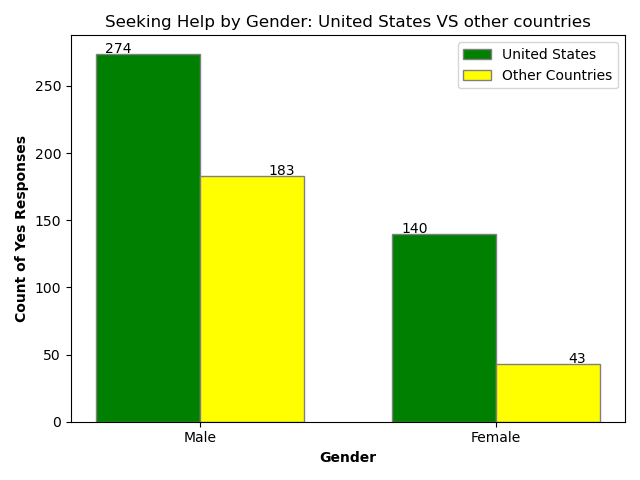 Seeking Help by Gender: United States VS other countries
United States
Other Countries
274
183
140
43
250
200
150
100
50
0
Count of Yes Responses
Male
Female
Gender